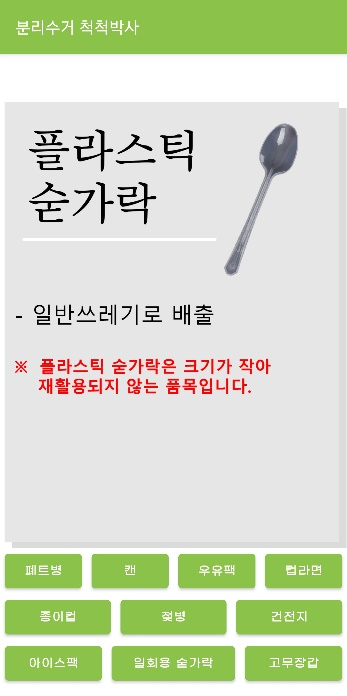 분리수거 척척박사
플라스틱
숟가락
- 일반쓰레기로 배출
※ 플라스틱 숟가락은 크기가 작아
재활용되지 않는 품목입니다.
페트병 캔 우유팩 컵라면
종이컵 젖병 건전지
아이스팩 일회용 숟가락 고무장갑